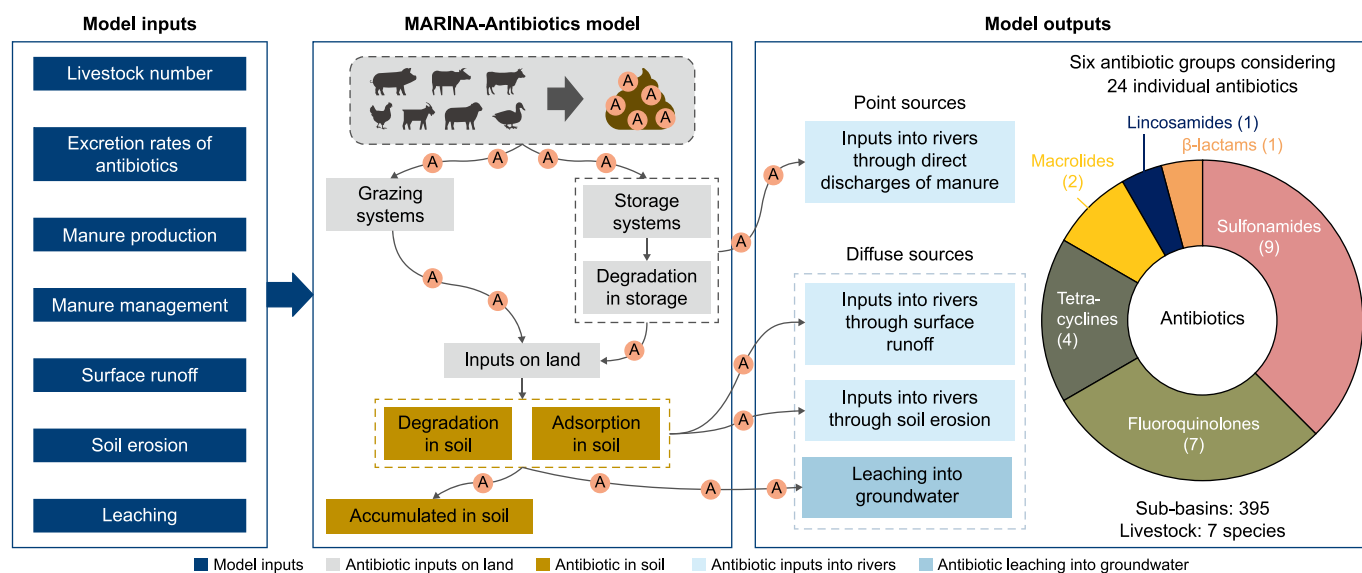 Model inputs
Livestock number
Excretion rates of
antibiotics
Manure production
Manure management
Surface runoff
Soil erosion
Leaching
MARINA-Antibiotics model
A
A
A
A
A
A
A
A
A
Grazing
systems
Storage
systems
A
A
Degradation
in storage
A
A
A
Inputs on land
A
A
Degradation
in soil
Adsorption
in soil
A
A
A
A
Accumulated in soil
Model outputs
Point sources
Inputs into rivers
through direct
discharges of manure
Diffuse sources
Inputs into rivers
through surface
runoff
Inputs into rivers
through soil erosion
Leaching into
groundwater
Six antibiotic groups considering
24 individual antibiotics
Lincosamides (1)
β-lactams (1)
Macrolides
(2)
Sulfonamides
(9)
Tetra-
cyclines
(4)
Antibiotics
Fluoroquinolones
(7)
Sub-basins: 395
Livestock: 7 species
Model inputs
Antibiotic inputs on land
Antibiotic in soil
Antibiotic inputs into rivers
Antibiotic leaching into groundwater